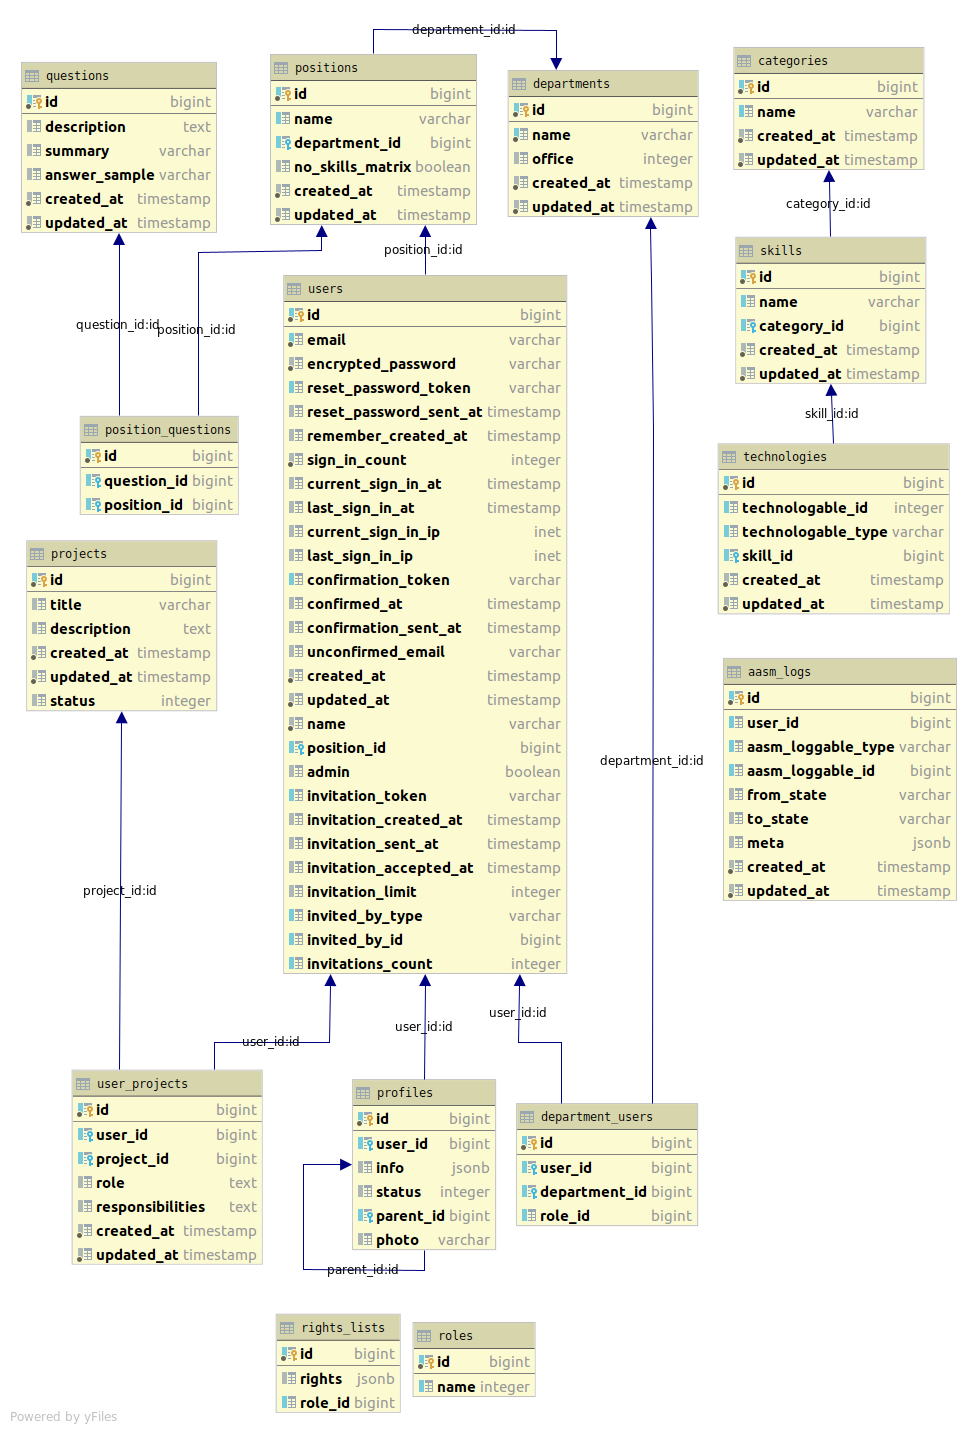 department_id:id
questions
id bigint
description text
summary varchar
answer_sample varchar
created_at timestamp
updated_at timestamp
positions
id bigint
name varchar
department_id bigint
no_skills_matrix boolean
created_at timestamp
updated_at timestamp
departments
id bigint
name varchar
office integer
created_at timestamp
updated_at timestamp
categories
id bigint
name varchar
created_at timestamp
updated_at timestamp
category_id:id
position_id:id
question_id:id
position_id:id
users
id bigint
email varchar
encrypted_password varchar
reset_password_token varchar
reset_password_sent_at timestamp
remember_created_at timestamp
sign_in_count integer
current_sign_in_at timestamp
last_sign_in_at timestamp
current_sign_in_ip inet
last_sign_in_ip inet
confirmation_token varchar
confirmed_at timestamp
confirmation_sent_at timestamp
unconfirmed_email varchar
created_at timestamp
updated_at timestamp
name varchar
position_id bigint
admin boolean
invitation_token varchar
invitation_created_at timestamp
invitation_sent_at timestamp
invitation_accepted_at timestamp
invitation_limit integer
invited_by_type varchar
invited_by_id bigint
invitations_count integer
skills
id bigint
name varchar
category_id bigint
created_at timestamp
updated_at timestamp
skill_id:id
position_questions
id bigint
question_id bigint
position_id bigint
technologies
id bigint
technologable_id integer
technologable_type varchar
skill_id bigint
created_at timestamp
updated_at timestamp
projects
id bigint
title varchar
description text
created_at timestamp
updated_at timestamp
status integer
aasm_logs
id bigint
user_id bigint
aasm_loggable_type varchar
aasm_loggable_id bigint
from_state varchar
to_state varchar
meta jsonb
created_at timestamp
updated_at timestamp
department_id:id
project_id:id
user_id:id
user_id:id
user_id:id
user_projects
id bigint
user_id bigint
project_id bigint
role text
responsibilities text
created_at timestamp
updated_at timestamp
profiles
id bigint
user_id bigint
info jsonb
status integer
parent_id bigint
photo varchar
parent_id:id
department_users
id bigint
user_id bigint
department_id bigint
role_id bigint
rights_lists
id bigint
rights jsonb
role_id bigint
roles
id bigint
name integer
Powered by yFiles